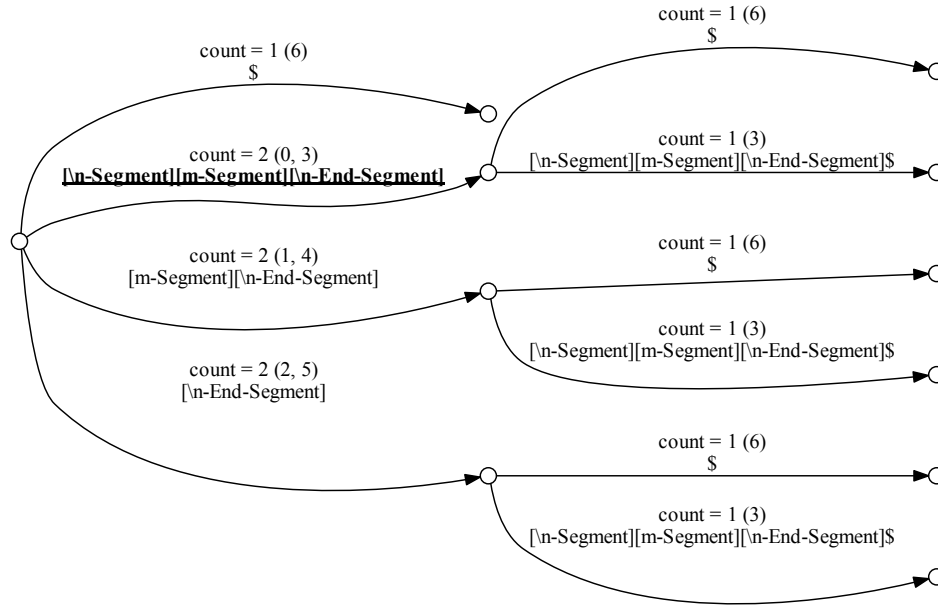 count = 1 (6)
$
count = 2 (0, 3)
[\n-Segment][m-Segment][\n-End-Segment]
count = 2 (1, 4)
[m-Segment][\n-End-Segment]
count = 2 (2, 5)
[\n-End-Segment]
count = 1 (6)
$
count = 1 (3)
[\n-Segment][m-Segment][\n-End-Segment]$
count = 1 (6)
$
count = 1 (3)
[\n-Segment][m-Segment][\n-End-Segment]$
count = 1 (6)
$
count = 1 (3)
[\n-Segment][m-Segment][\n-End-Segment]$